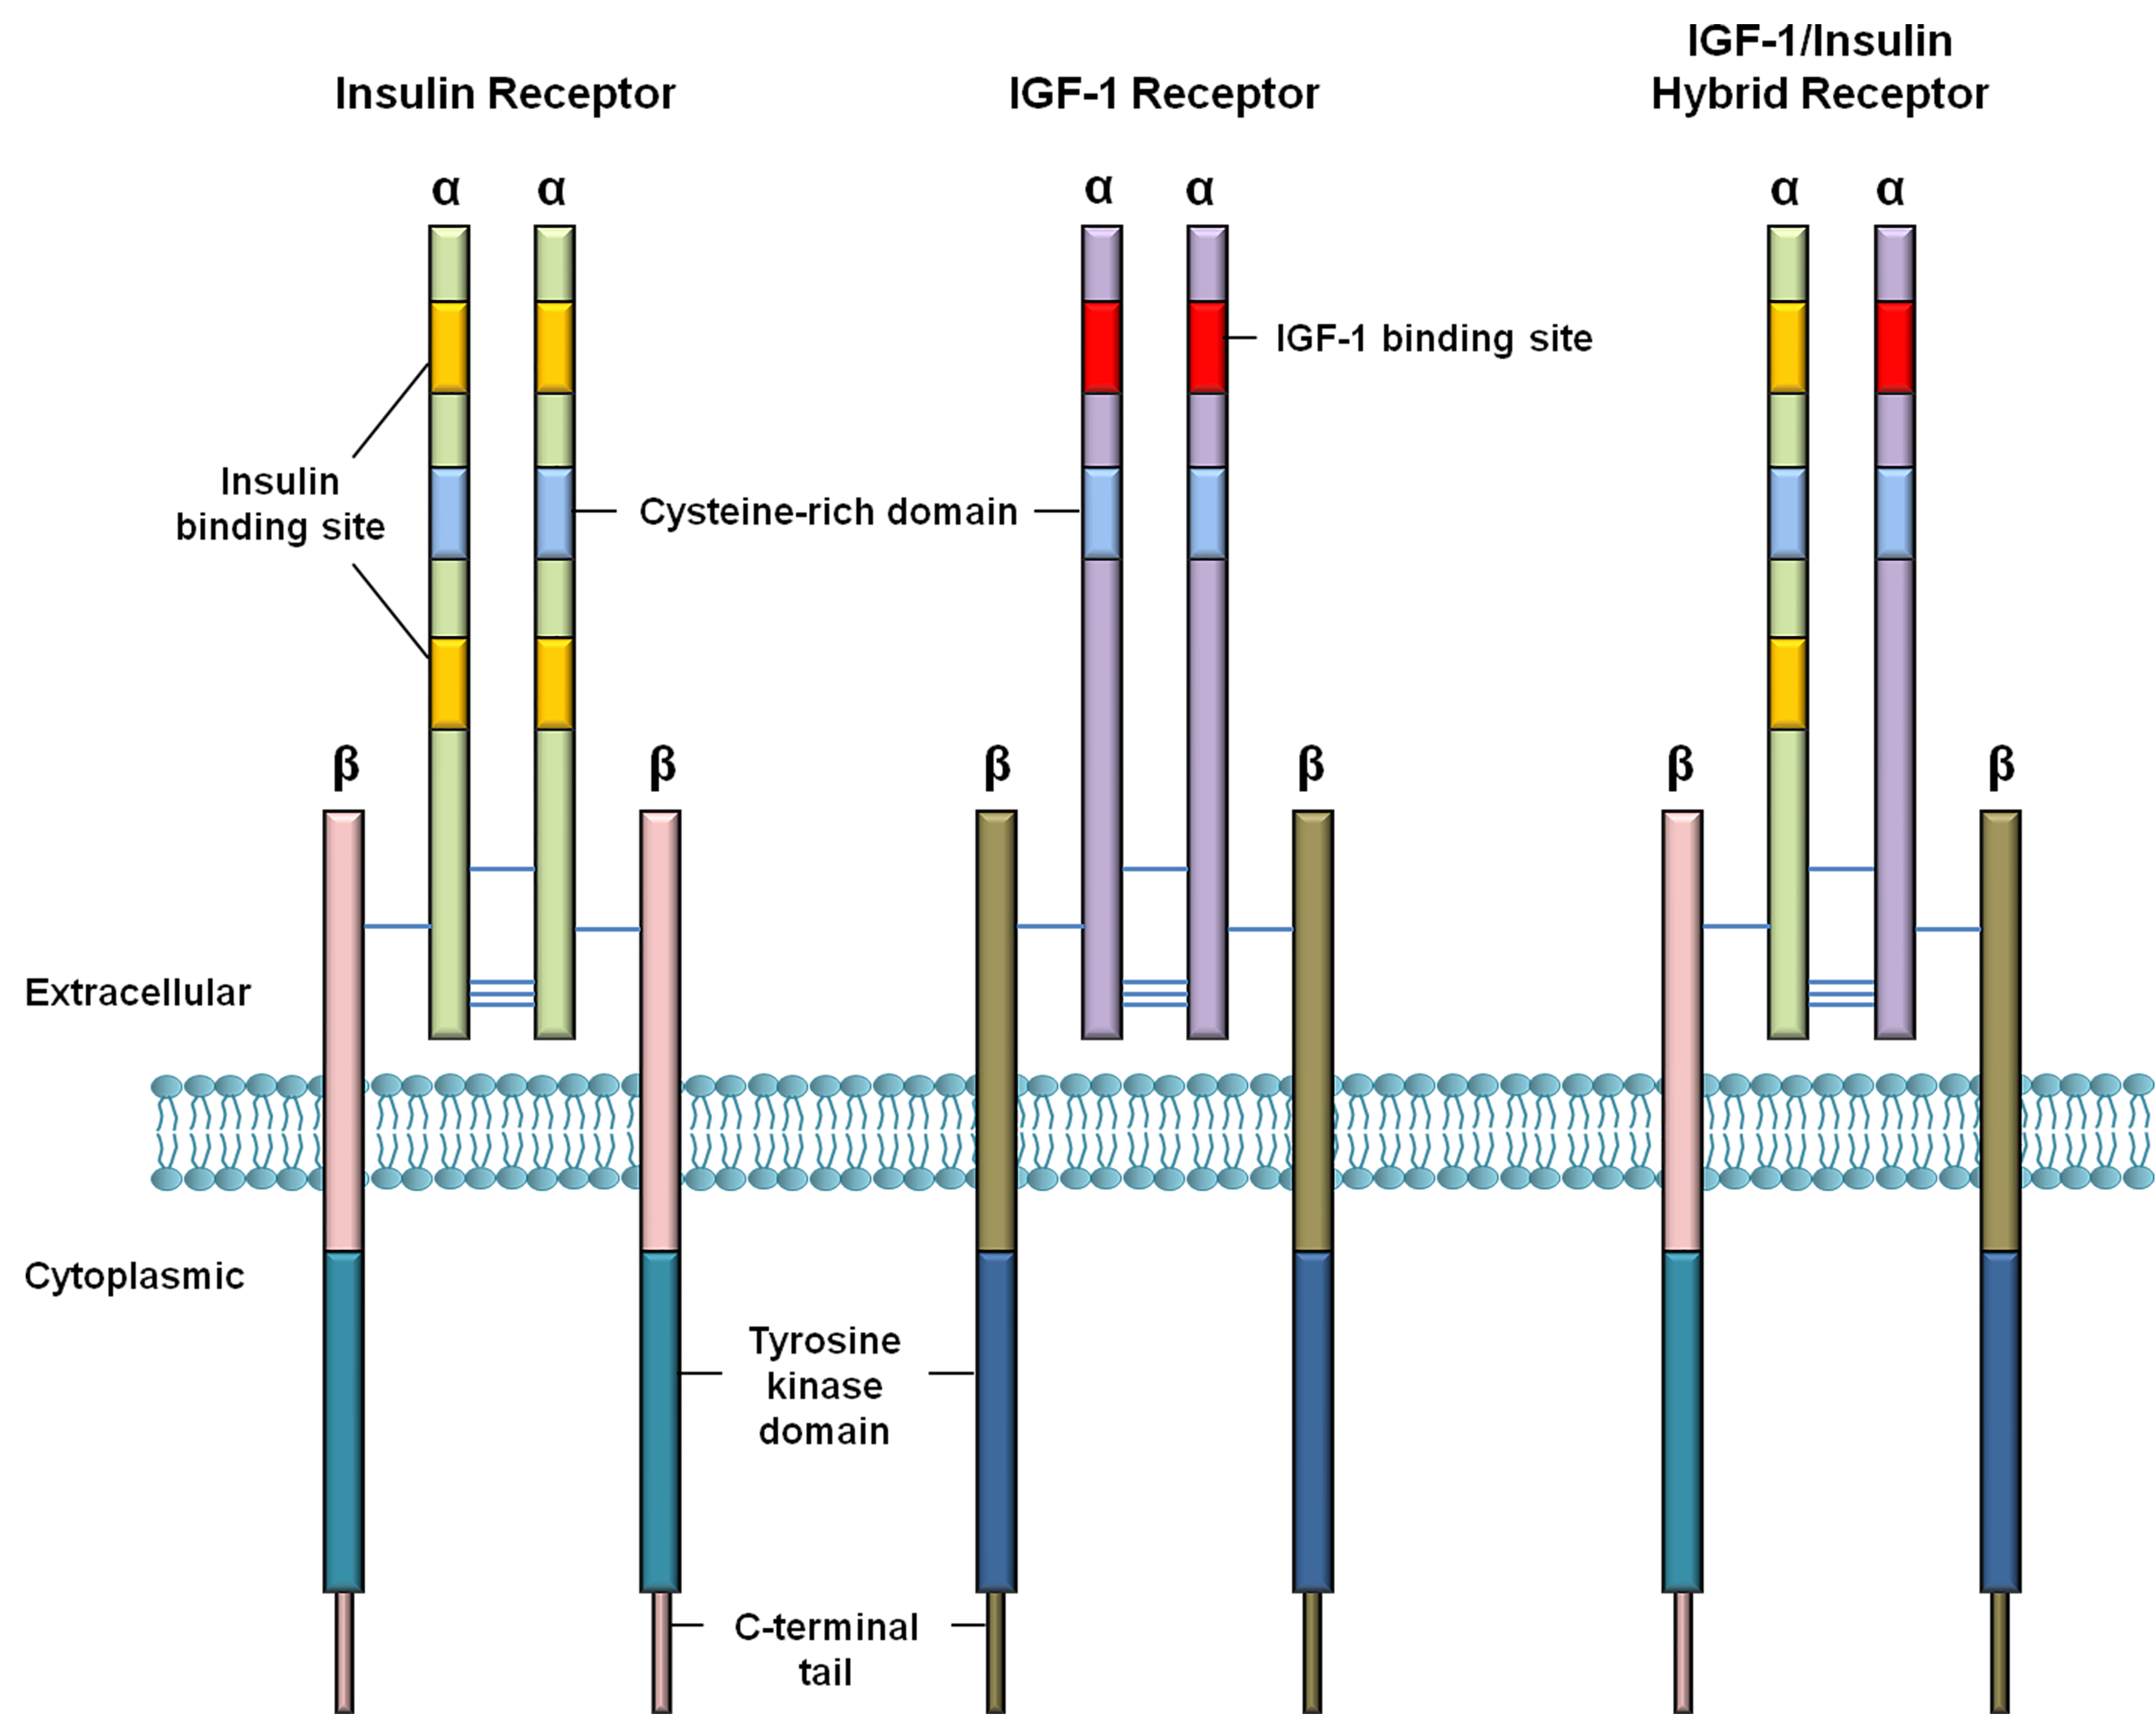 Insulin Receptor
IGF-1 Receptor
IGF-1/Insulin
Hybrid Receptor
α
α
α
α
α
α
IGF-1 binding site
Insulin
binding site
Cysteine-rich domain
β
β
β
β
β
β
Extracellular
Cytoplasmic
Tyrosine
kinase
domain
C-terminal
tail